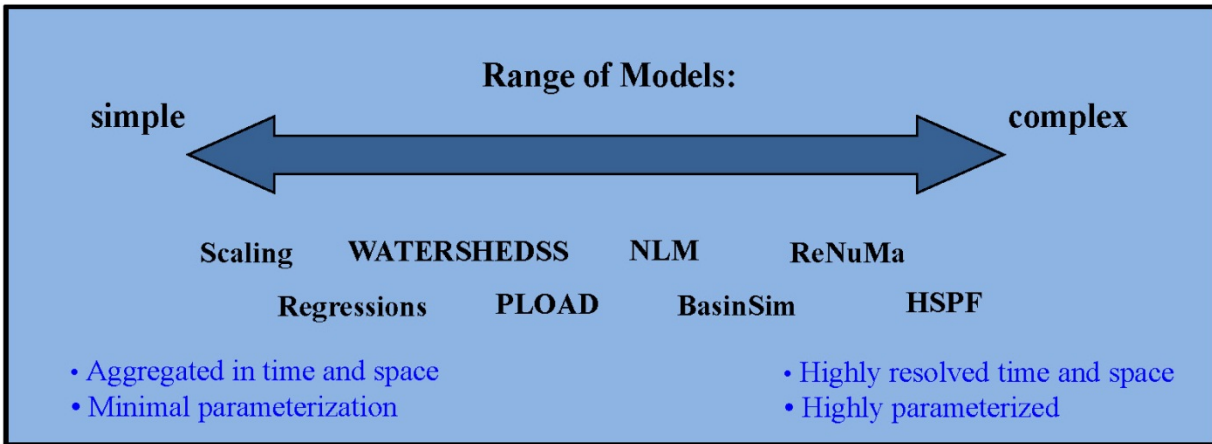 Range of Models:
simple complex
Scaling WATERSHEDSS NLM ReNuMa
Regressions PLOAD BasinSim HSPF
• Aggregated in time and space
• Minimal parameterization
• Highly resolved time and space
• Highly parameterized